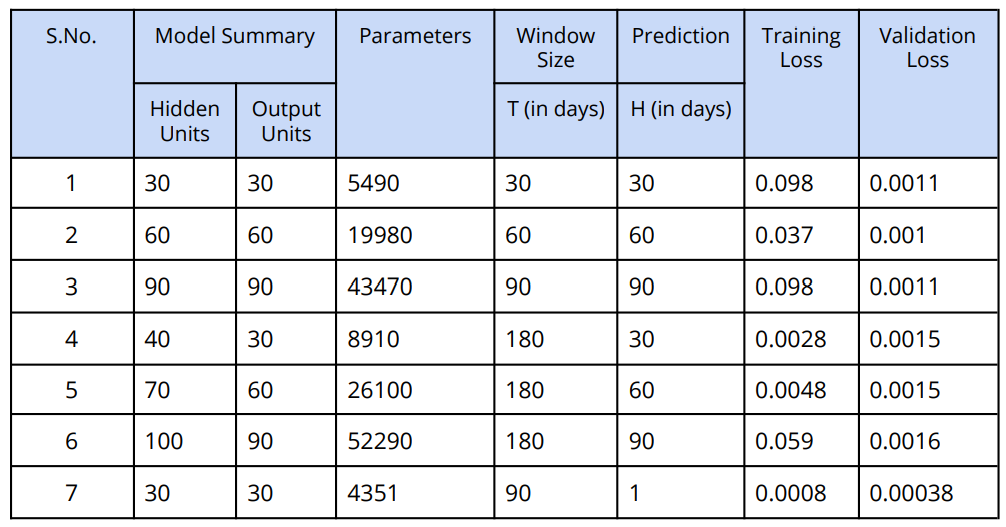 S.No. Model Summary Parameters Window Size Prediction Training Loss Validation Loss
Hidden Units Output Units T (in days) H (in days)
1 30 30 5490 30 30 0.098 0.0011
2 60 60 19980 60 60 0.037 0.001
3 90 90 43470 90 90 0.098 0.0011
4 40 30 8910 180 30 0.0028 0.0015
5 70 60 26100 180 60 0.0048 0.0015
6 100 90 52290 180 90 0.059 0.0016
7 30 30 4351 90 1 0.0008 0.00038